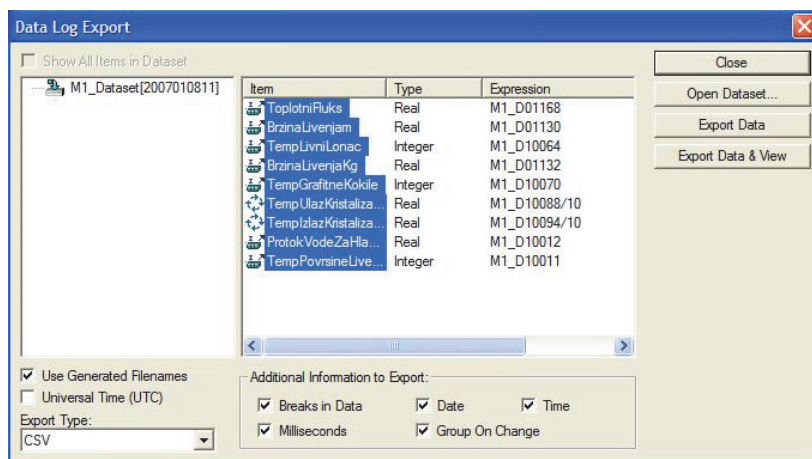 Data Log Export
Show All Items in Dataset
M1_Dataset[2007010811]
Item Type Expression
ToplotniFluks Real M1_D01168
BrzinaLivenjam Real M1_D01130
TempLivniLonac Integer M1_D10064
BrzinaLivenjaKg Real M1_D01132
TempGrafitneKokile Integer M1_D10070
TempUlazKristaliza... Real M1_D10088/10
TempIzlazKristaliza... Real M1_D10094/10
ProtokVodeZaHla... Real M1_D10012
TempPovrsineLive... Integer M1_D10011
Close
Open Dataset...
Export Data
Export Data & View
Use Generated Filenames
Universal Time (UTC)
Export Type:
CSV
Additional Information to Export:
Breaks in Data Date Time
Milliseconds Group On Change